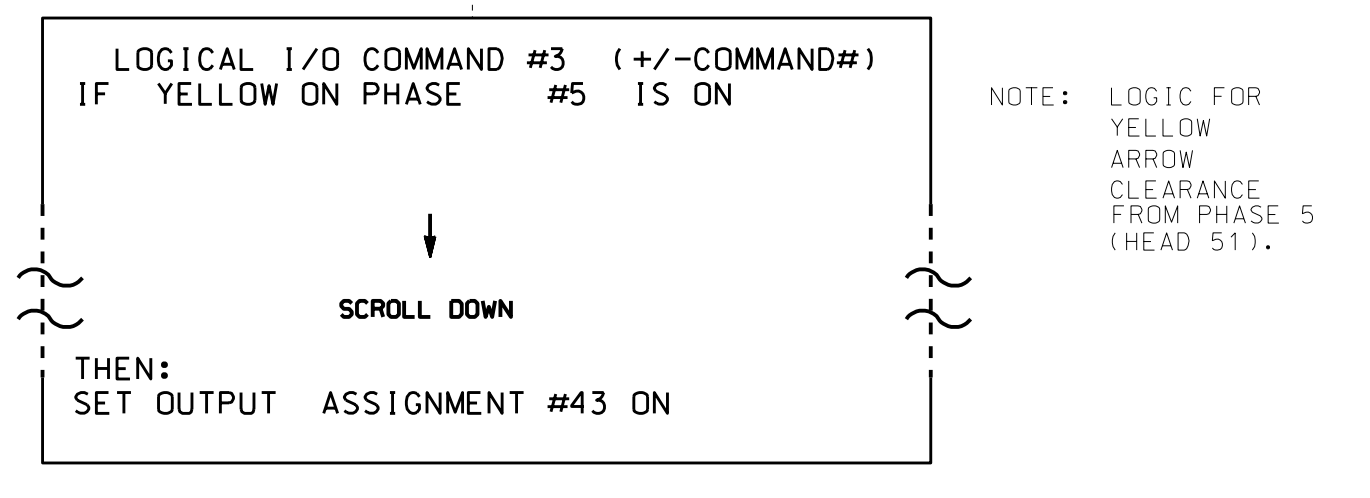 LOGICAL I/O COMMAND #3 (+/-COMMAND#)
IF YELLOW ON PHASE #5 IS ON
SCROLL DOWN
THEN:
SET OUTPUT ASSIGNMENT #43 ON
NOTE: LOGIC FOR
YELLOW
ARROW
CLEARANCE
FROM PHASE 5
(HEAD 51).